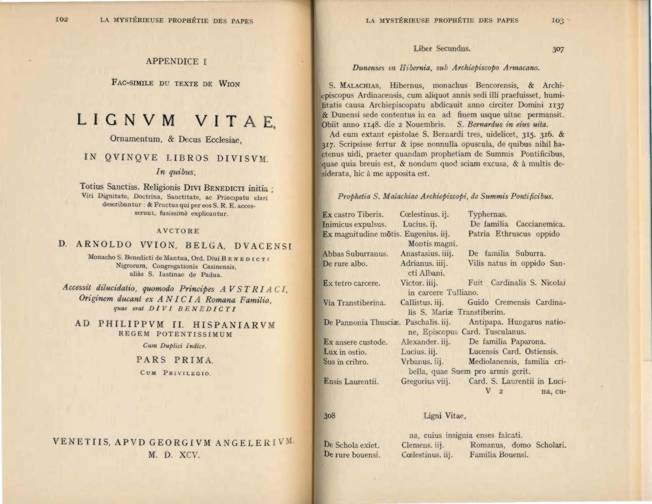 102 LA MYSTÉRIEUSE PROPHÉTIE DES PAPES
APPENDICE I
FAC-SIMILE DU TEXTE DE WION
LIGNVM VITAE,
Ornamentum, & Decus Ecclesiae,
IN QVINQVE LIBROS DIVISVM.
In quibus,
Totius Sanctiss. Religionis DIVI BENEDICTI initia ;
Viri Dignitate, Doctrina, Sanctitate, ac Principatu clari
describuntur : & Fructus qui per eos S. R. E. acces-
serunt, fusissimè explicantur.
AVCTORE
D. ARNOLDO VVION, BELGA, DVACENSI
Monacho S. Benedicti de Mantua, Ord. Divi BENEDICTI
Nigrorum, Congregationis Casinensis,
aliàs S. Iustinae de Padua.
Accessit dilucidatio, quomodo Principes AVSTRIACI,
Originem ducant ex ANICIA Romana Familia,
quae erat DIVI BENEDICTI
AD PHILIPPVM II. HISPANIARVM
REGEM POTENTISSIMUM
Cum Duplici indice.
PARS PRIMA.
CUM PRIVILEGIO.
VENETIIS, APVD GEORGIVM ANGELERIVM.
M. D. XCV.
LA MYSTÉRIEUSE PROPHÉTIE DES PAPES 103
Liber Secundus. 307
Dunenses in Hibernia, sub Archiepiscopo Armacano.
S. MALACHIAS, Hibernus, monachus Bencorensis, & Archi-
episcopus Ardinacensis, cum aliquot annis sedi illi praefuisset, humi-
litatis causa Archiepiscopatu abdicauit anno circiter Domini 1137
& Dunensi sede contentus in ea ad finem usque uitae permansit.
Obiit anno 1148. die 2 Nouembris. S. Bernardus in eius uita.
Ad eum extant epistolae S. Bernardi tres, uidelicet, 315. 316. &
317. Scripsisse fertur & ipse nonnulla opuscula, de quibus nihil ha-
ctenus uidi, praeter quandam prophetiam de Summis Pontificibus,
quae quia breuis est, & nondum quod sciam excusa, & à multis de-
siderata, hic à me apposita est.
Prophetia S. Malachiae Archiepiscopi, de Summis Pontificibus.
Ex castro Tiberis. Cœlestinus. ij. Typhernas.
Inimicus expulsus. Lucius. ij. De familia Caccianemica.
Ex magnitudine mõtis. Eugenius. iij. Patria Ethruscus oppido
Montis magni.
Abbas Suburranus. Anastasius. iiij. De familia Suburra.
De rure albo. Adrianus. iiij. Vilis natus in oppido San-
cti Albani.
Ex tetro carcere. Victor. iiij. Fuit Cardinalis S. Nicolai
in carcere Tulliano.
Via Transtiberina. Callistus. iij. Guido Cremensis Cardina-
lis S. Mariæ Transtiberim.
De Pannonia Thusciæ. Paschalis. iij. Antipapa. Hungarus natio-
ne, Episcopus Card. Tusculanus.
Ex ansere custode. Alexander. iij. De familia Paparona.
Lux in ostio. Lucius. iij. Lucensis Card. Ostiensis.
Sus in cribro. Vrbanus. iij. Mediolanensis, familia cri-
bella, quae Suem pro armis gerit.
Ensis Laurentii. Gregorius viij. Card. S. Laurentii in Luci-
V 2 na, cu-
308 Ligni Vitae,
na, cuius insignia enses falcati.
De Schola exiet. Clemens. iij. Romanus, domo Scholari.
De rure bouensi. Cœlestinus. iij. Familia Bouensi.